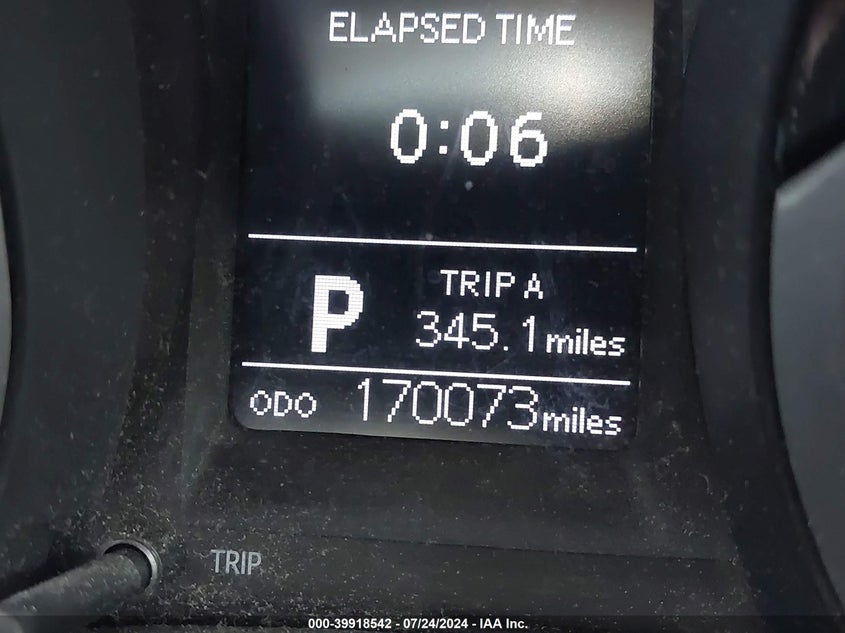 ELAPSED TIME
0:06
TRIP A
P 345.1 miles
ODO 170073 miles
TRIP
000-39918542 - 07/24/2024 - IAA Inc.